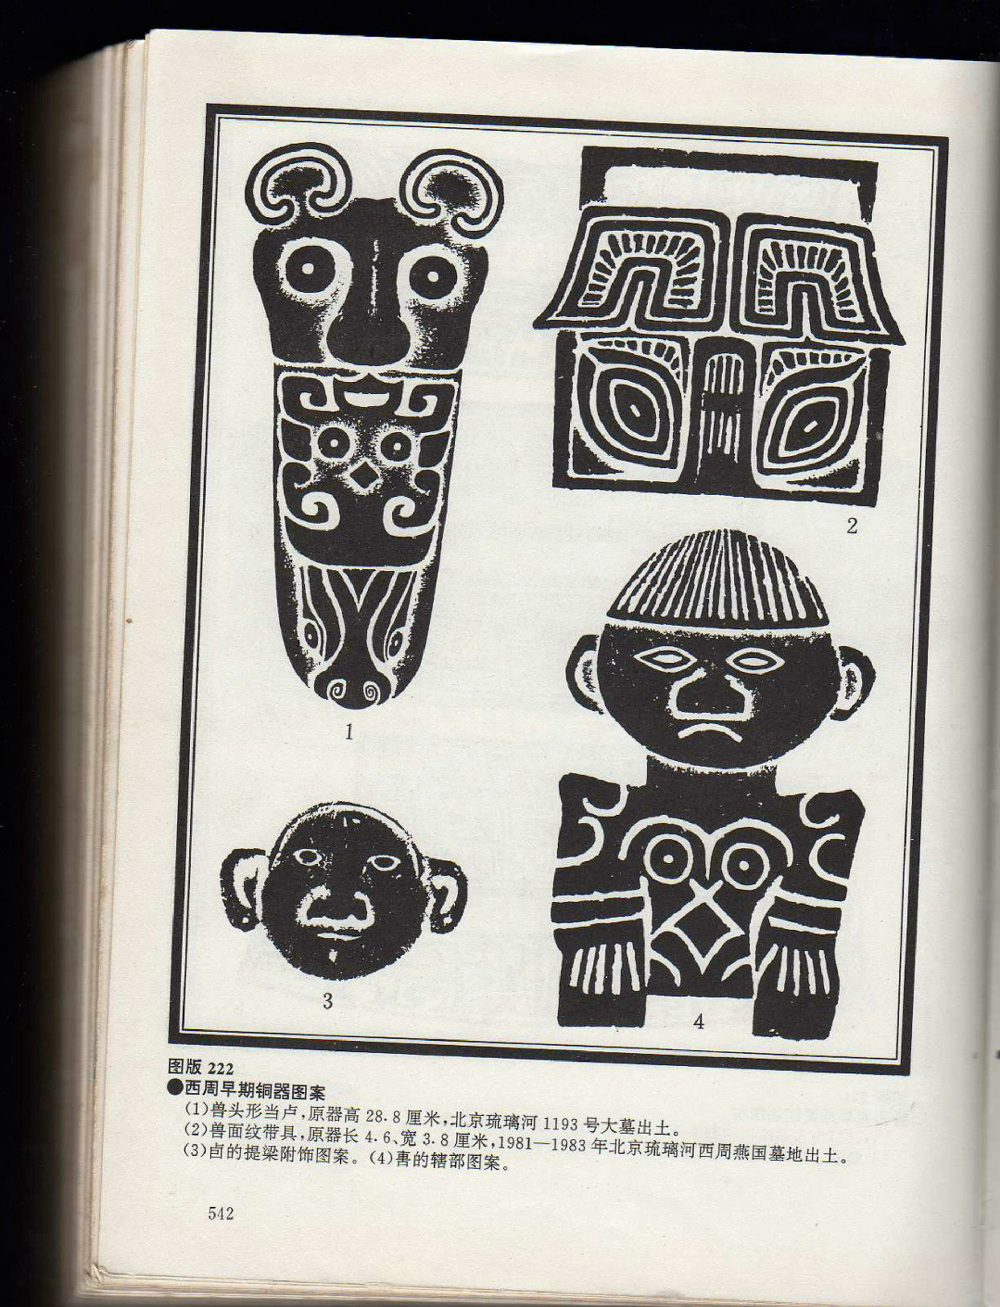 2
1
3
4
图版 222
●西周早期铜器图案
(1)兽头形当卢,原器高 28.8 厘米,北京琉璃河 1193 号大墓出土。
(2)兽面纹带具,原器长 4.6、宽 3.8 厘米,1981—1983 年北京琉璃河西周燕国墓地出土。
(3)卣的提梁附饰图案。(4)軎的辖部图案。
542